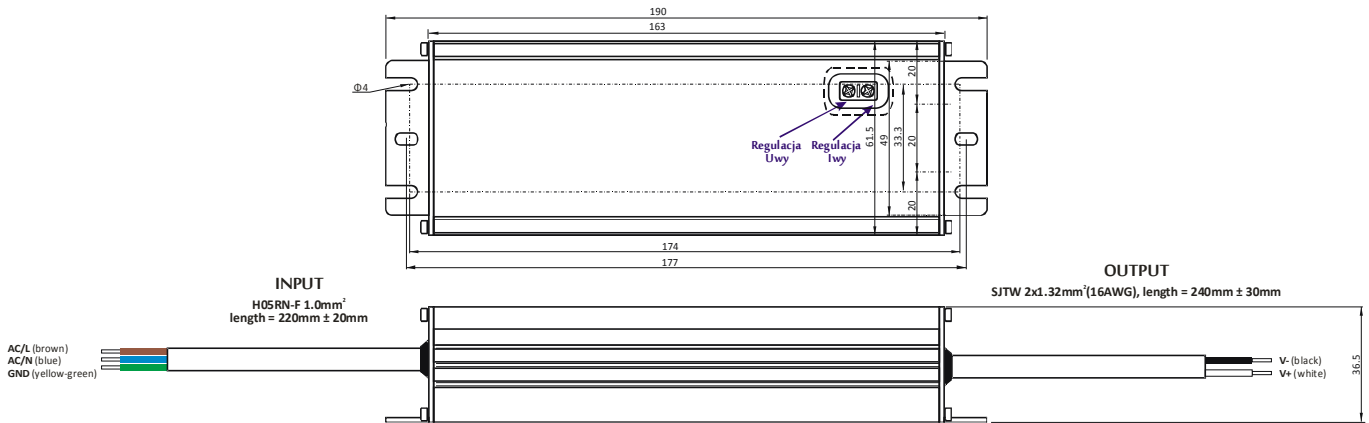 190
163
Φ4
20
61.5
49
33.3
20
20
Regulacja Regulacja
Uwy Iwy
174
177
INPUT
H05RN-F 1.0mm²
length = 220mm ± 20mm
OUTPUT
SJTW 2x1.32mm²(16AWG), length = 240mm ± 30mm
AC/L (brown)
AC/N (blue)
GND (yellow-green)
V- (black)
V+ (white)
36.5